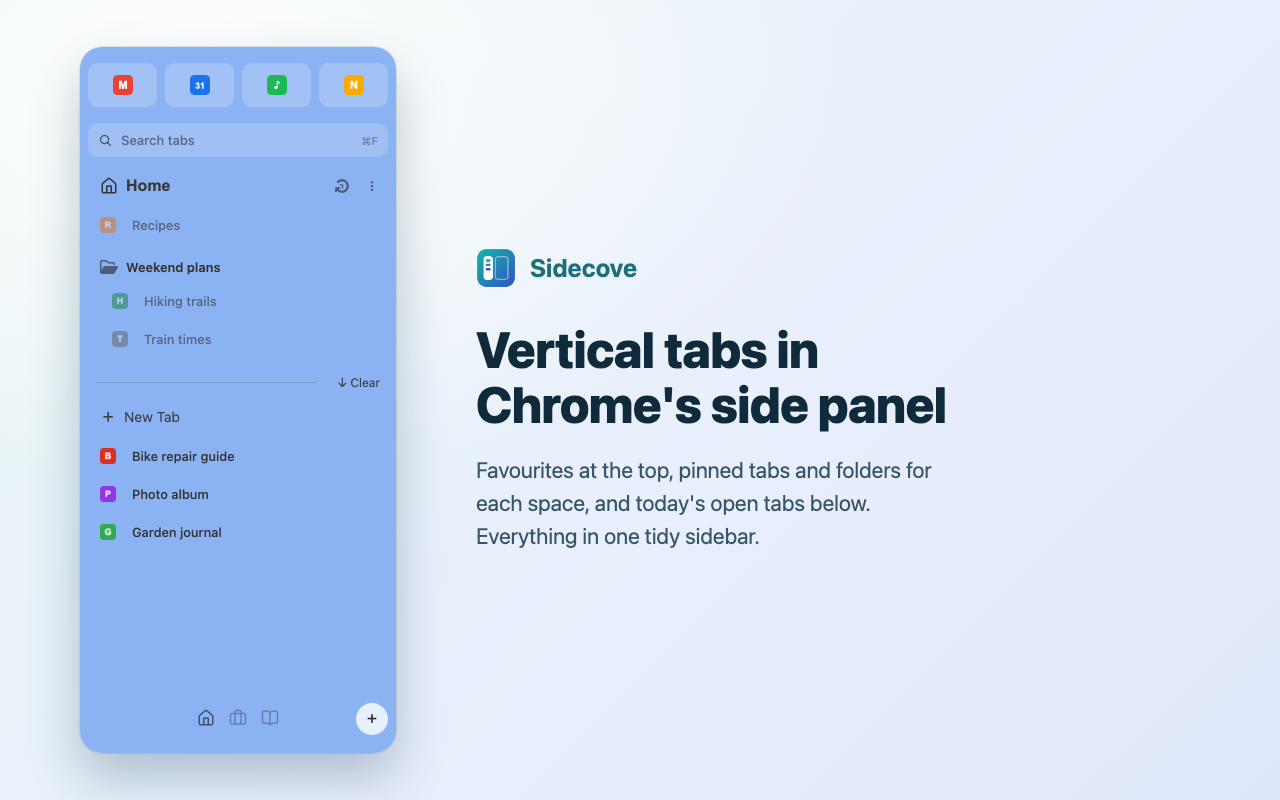 M
31
N
Search tabs ⌘F
Home
R Recipes
Weekend plans
H Hiking trails
T Train times
↓ Clear
+ New Tab
B Bike repair guide
P Photo album
G Garden journal
+
Sidecove
Vertical tabs in
Chrome's side panel
Favourites at the top, pinned tabs and folders for
each space, and today's open tabs below.
Everything in one tidy sidebar.